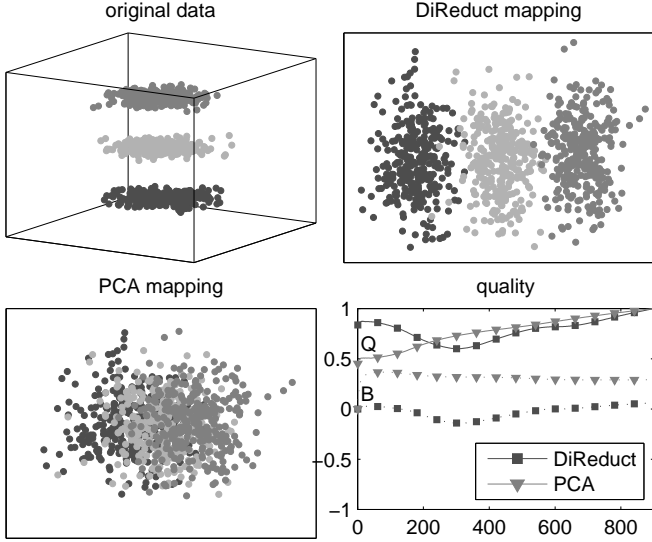 original data
DiReduct mapping
PCA mapping
quality
1
Q
0.5
B
0
−0.5
−1
DiReduct
PCA
0 200 400 600 800